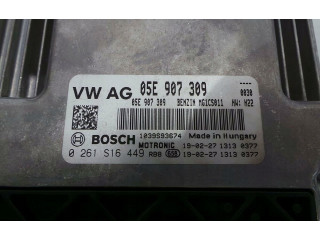 VW AG 05E 907 309
0030
05E 907 309 BENZIN MG1CS011 HW: H22
BOSCH 1039S93674 Made in Hungary
MOTRONIC 19-02-27 1313 0377
0 261 S16 449 RBB 19-02-27 1313 0377